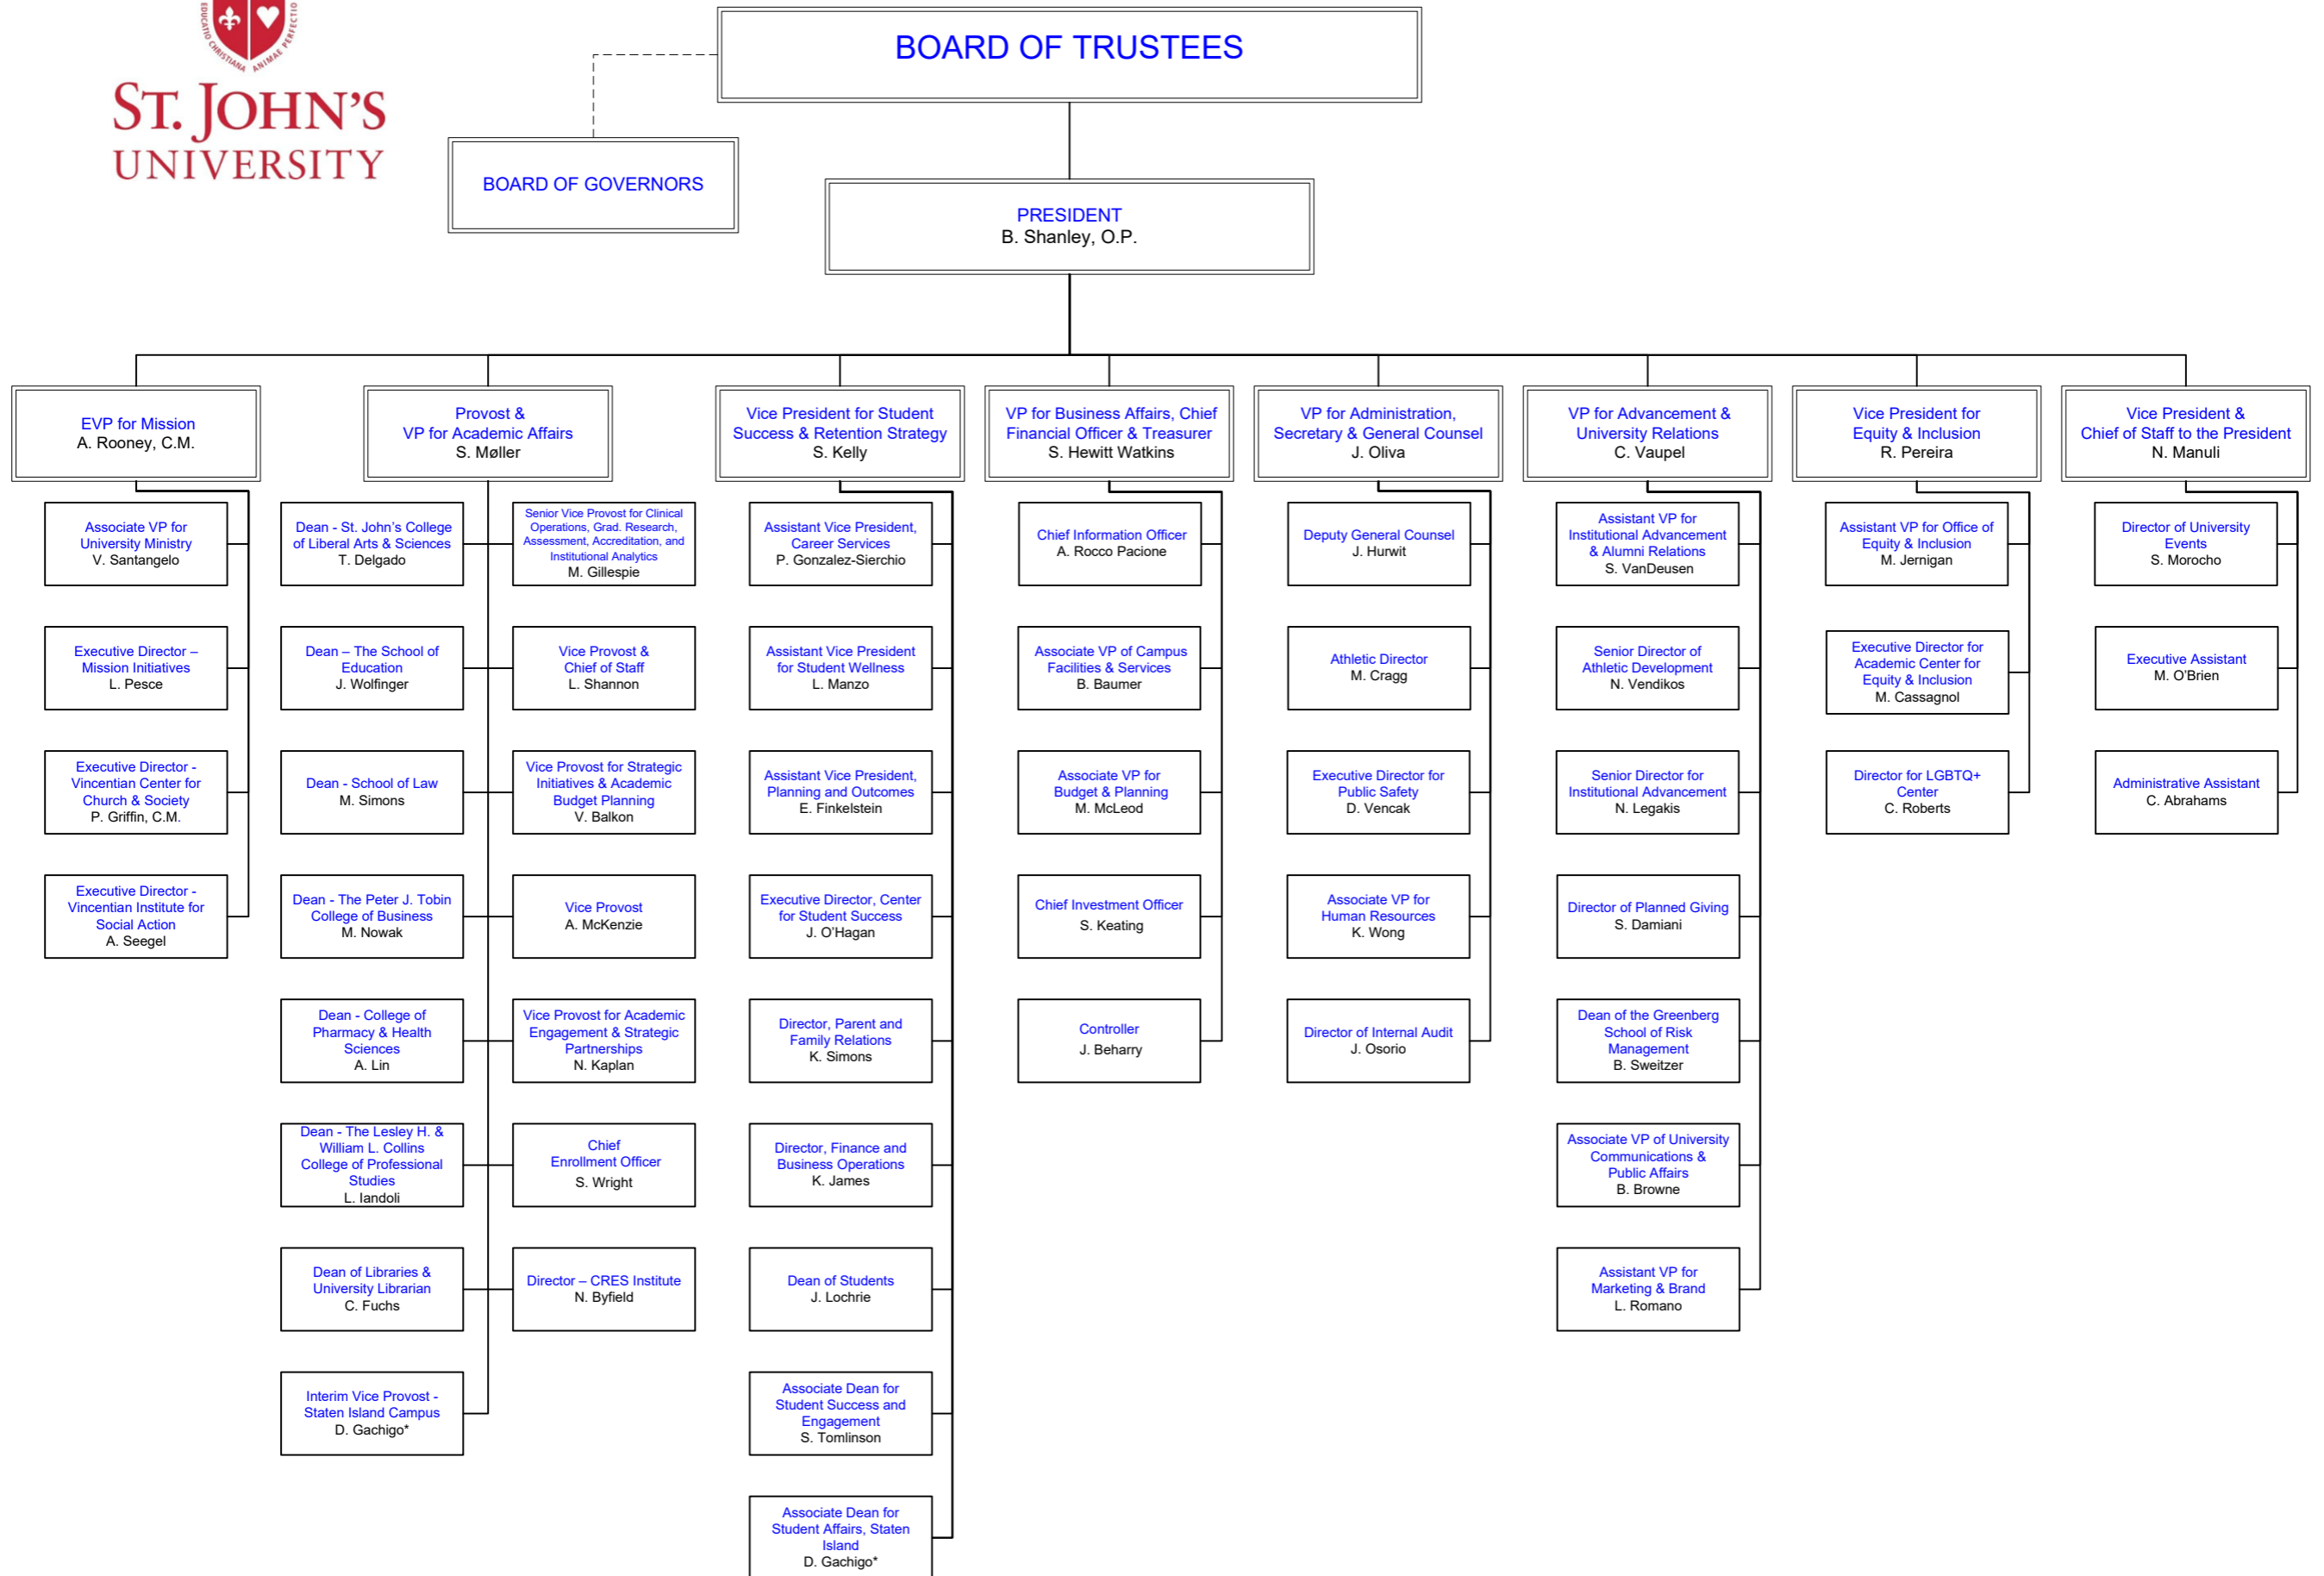 EDUCATIO CHRISTIANA ANIMAE PERFECTIO
ST. JOHN'S
UNIVERSITY
BOARD OF TRUSTEES
BOARD OF GOVERNORS
PRESIDENT
B. Shanley, O.P.
EVP for Mission
A. Rooney, C.M.
Provost &
VP for Academic Affairs
S. Møller
Vice President for Student
Success & Retention Strategy
S. Kelly
VP for Business Affairs, Chief
Financial Officer & Treasurer
S. Hewitt Watkins
VP for Administration,
Secretary & General Counsel
J. Oliva
VP for Advancement &
University Relations
C. Vaupel
Vice President for
Equity & Inclusion
R. Pereira
Vice President &
Chief of Staff to the President
N. Manuli
Associate VP for
University Ministry
V. Santangelo
Executive Director –
Mission Initiatives
L. Pesce
Executive Director -
Vincentian Center for
Church & Society
P. Griffin, C.M.
Executive Director -
Vincentian Institute for
Social Action
A. Seegel
Dean - St. John's College
of Liberal Arts & Sciences
T. Delgado
Dean – The School of
Education
J. Wolfinger
Dean - School of Law
M. Simons
Dean - The Peter J. Tobin
College of Business
M. Nowak
Dean - College of
Pharmacy & Health
Sciences
A. Lin
Dean - The Lesley H. &
William L. Collins
College of Professional
Studies
L. Iandoli
Dean of Libraries &
University Librarian
C. Fuchs
Interim Vice Provost -
Staten Island Campus
D. Gachigo*
Senior Vice Provost for Clinical
Operations, Grad. Research,
Assessment, Accreditation, and
Institutional Analytics
M. Gillespie
Vice Provost &
Chief of Staff
L. Shannon
Vice Provost for Strategic
Initiatives & Academic
Budget Planning
V. Balkon
Vice Provost
A. McKenzie
Vice Provost for Academic
Engagement & Strategic
Partnerships
N. Kaplan
Chief
Enrollment Officer
S. Wright
Director – CRES Institute
N. Byfield
Assistant Vice President,
Career Services
P. Gonzalez-Sierchio
Assistant Vice President
for Student Wellness
L. Manzo
Assistant Vice President,
Planning and Outcomes
E. Finkelstein
Executive Director, Center
for Student Success
J. O'Hagan
Director, Parent and
Family Relations
K. Simons
Director, Finance and
Business Operations
K. James
Dean of Students
J. Lochrie
Associate Dean for
Student Success and
Engagement
S. Tomlinson
Associate Dean for
Student Affairs, Staten
Island
D. Gachigo*
Chief Information Officer
A. Rocco Pacione
Associate VP of Campus
Facilities & Services
B. Baumer
Associate VP for
Budget & Planning
M. McLeod
Chief Investment Officer
S. Keating
Controller
J. Beharry
Deputy General Counsel
J. Hurwit
Athletic Director
M. Cragg
Executive Director for
Public Safety
D. Vencak
Associate VP for
Human Resources
K. Wong
Director of Internal Audit
J. Osorio
Assistant VP for
Institutional Advancement
& Alumni Relations
S. VanDeusen
Senior Director of
Athletic Development
N. Vendikos
Senior Director for
Institutional Advancement
N. Legakis
Director of Planned Giving
S. Damiani
Dean of the Greenberg
School of Risk
Management
B. Sweitzer
Associate VP of University
Communications &
Public Affairs
B. Browne
Assistant VP for
Marketing & Brand
L. Romano
Assistant VP for Office of
Equity & Inclusion
M. Jernigan
Executive Director for
Academic Center for
Equity & Inclusion
M. Cassagnol
Director for LGBTQ+
Center
C. Roberts
Director of University
Events
S. Morocho
Executive Assistant
M. O'Brien
Administrative Assistant
C. Abrahams